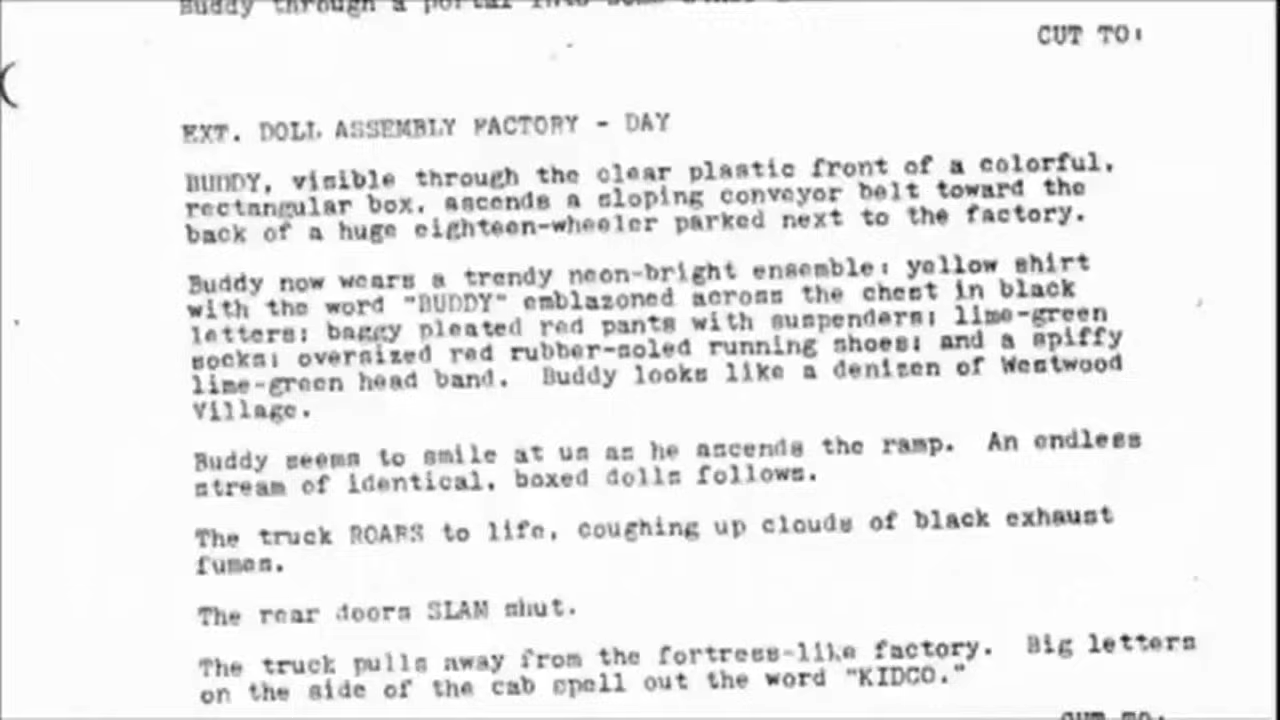 Buddy through a portal into
CUT TO:
EXT. DOLL ASSEMBLY FACTORY - DAY
BUDDY, visible through the clear plastic front of a colorful,
rectangular box, ascends a sloping conveyor belt toward the
back of a huge eighteen-wheeler parked next to the factory.
Buddy now wears a trendy neon-bright ensemble: yellow shirt
with the word "BUDDY" emblazoned across the chest in black
letters; baggy pleated red pants with suspenders; lime-green
socks; oversized red rubber-soled running shoes; and a spiffy
lime-green head band. Buddy looks like a denizen of Westwood
Village.
Buddy seems to smile at us as he ascends the ramp. An endless
stream of identical, boxed dolls follows.
The truck ROARS to life, coughing up clouds of black exhaust
fumes.
The rear doors SLAM shut.
The truck pulls away from the fortress-like factory. Big letters
on the side of the cab spell out the word "KIDCO."
CUT TO: